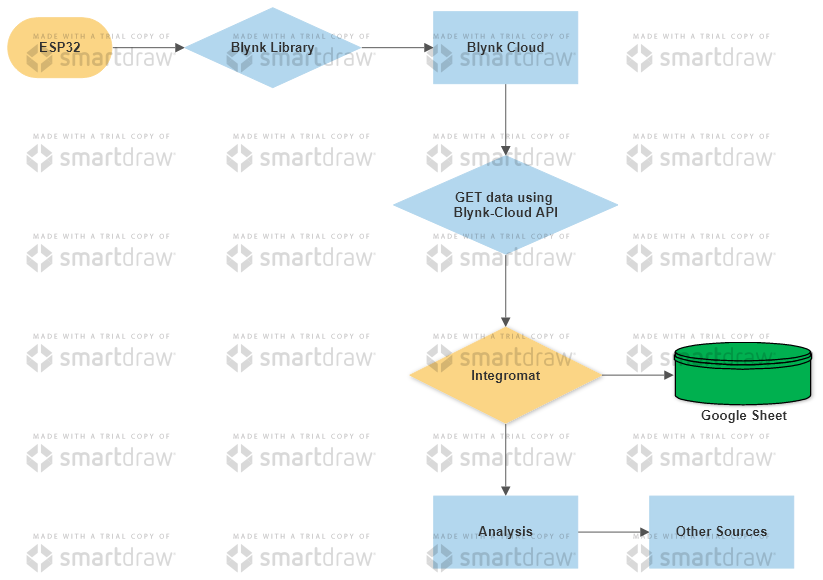 ESP32
Blynk Library
Blynk Cloud
MADE WITH A TRIAL COPY OF
smartdraw
GET data using
Blynk-Cloud API
Integromat
Google Sheet
Analysis
Other Sources